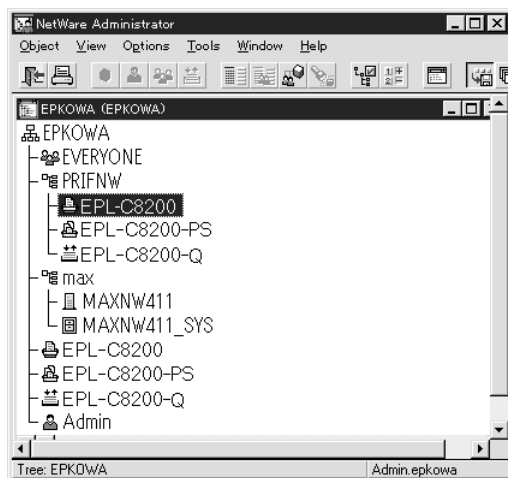 NetWare Administrator
Object View Options Tools Window Help
EPKOWA (EPKOWA)
EPKOWA
EVERYONE
PRIFNW
EPL-C8200
EPL-C8200-PS
EPL-C8200-Q
max
MAXNW411
MAXNW411_SYS
EPL-C8200
EPL-C8200-PS
EPL-C8200-Q
Admin
Tree: EPKOWA Admin.epkowa